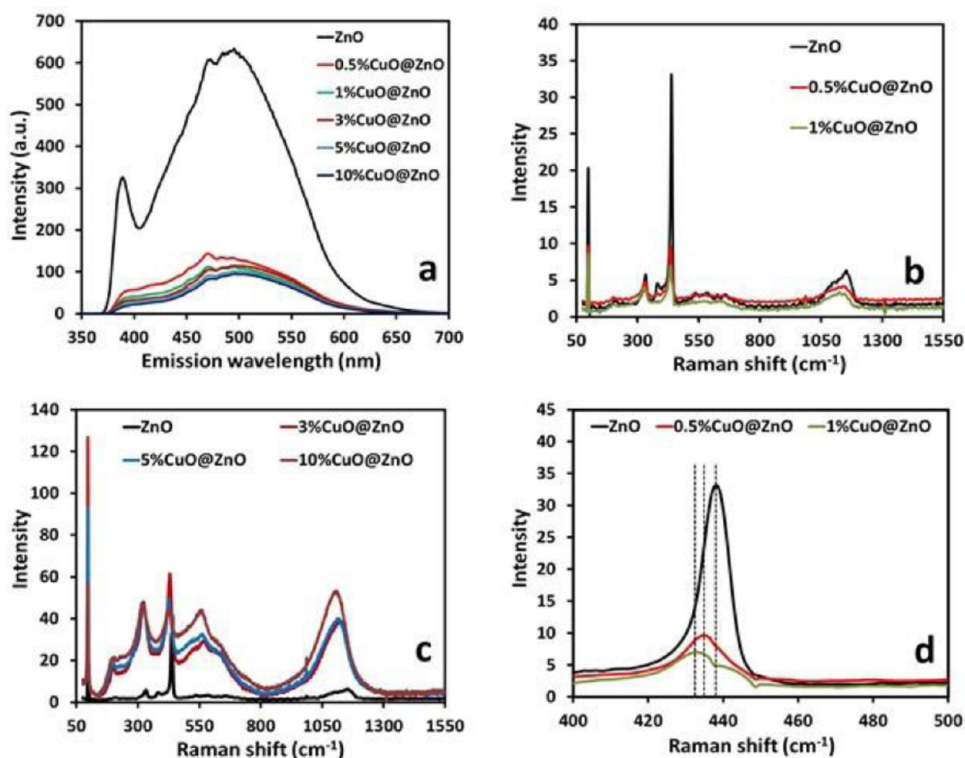 700
600
500
400
300
200
100
0
Intensity (a.u.)
ZnO
0.5%CuO@ZnO
1%CuO@ZnO
3%CuO@ZnO
5%CuO@ZnO
10%CuO@ZnO
a
350 400 450 500 550 600 650 700
Emission wavelength (nm)
40
35
30
25
20
15
10
5
0
Intensity
ZnO
0.5%CuO@ZnO
1%CuO@ZnO
b
50 300 550 800 1050 1300 1550
Raman shift (cm⁻¹)
140
120
100
80
60
40
20
0
Intensity
ZnO 3%CuO@ZnO
5%CuO@ZnO 10%CuO@ZnO
c
50 300 550 800 1050 1300 1550
Raman shift (cm⁻¹)
45
40
35
30
25
20
15
10
5
0
Intensity
ZnO 0.5%CuO@ZnO 1%CuO@ZnO
d
400 420 440 460 480 500
Raman shift (cm⁻¹)